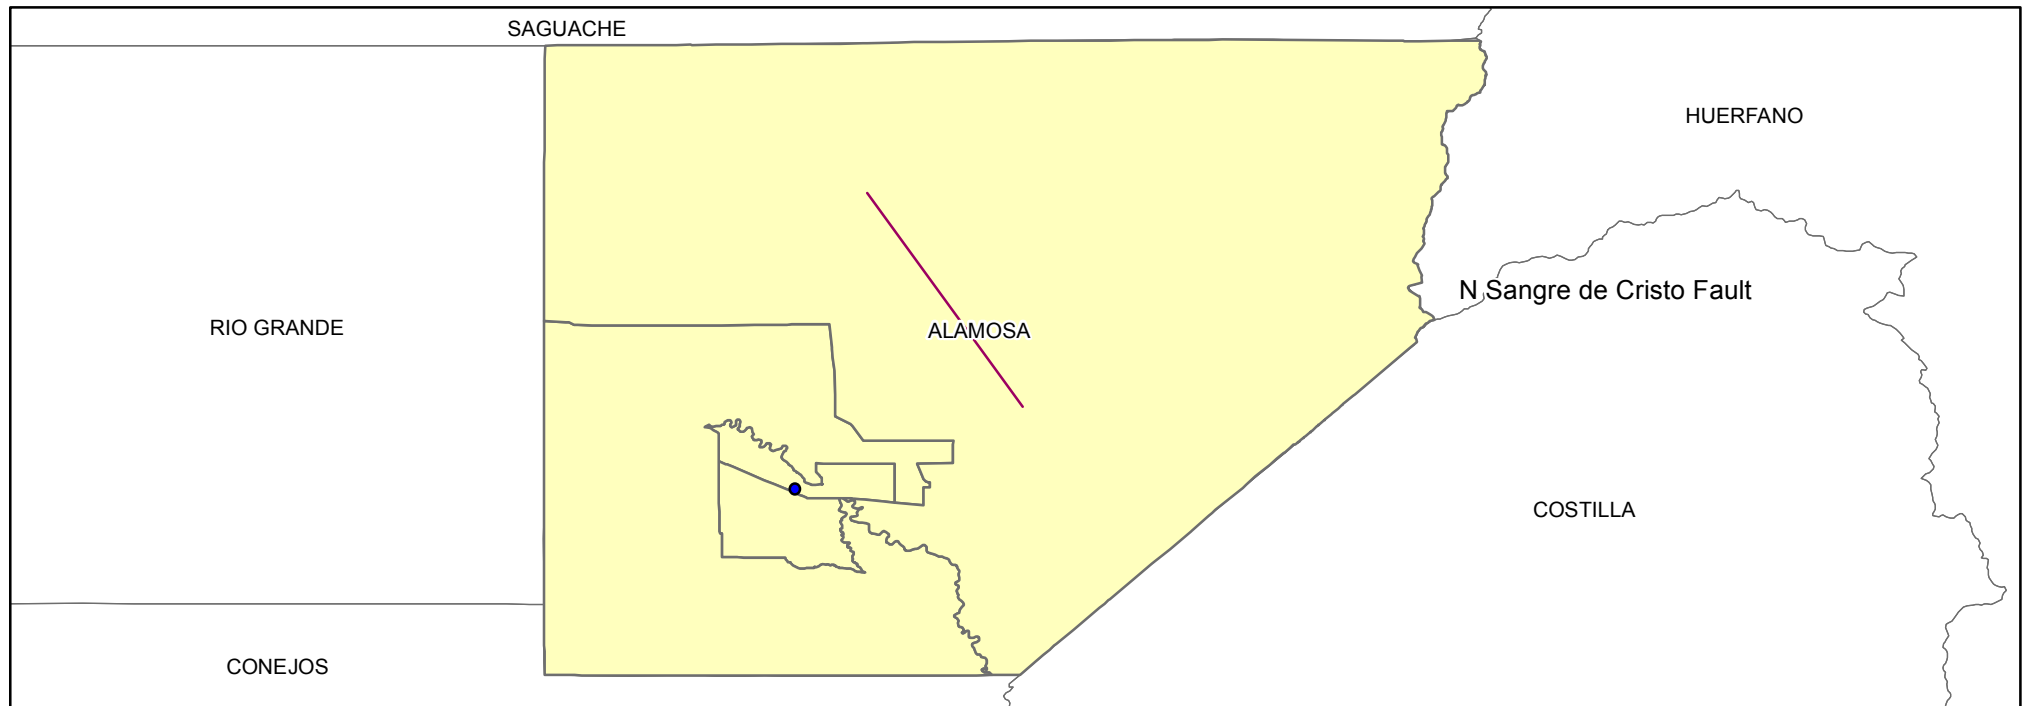 SAGUACHE
HUERFANO
N Sangre de Cristo Fault
RIO GRANDE
ALAMOSA
COSTILLA
CONEJOS